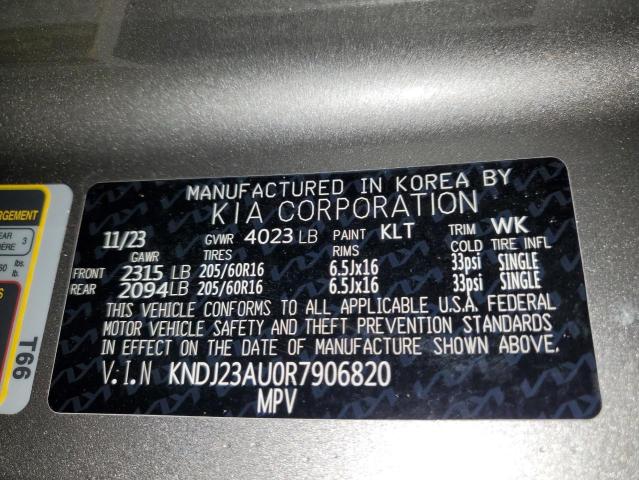 MANUFACTURED IN KOREA BY
KIA CORPORATION
11/23 GVWR 4023 LB PAINT KLT TRIM WK
GAWR TIRES RIMS COLD TIRE INFL
FRONT 2315 LB 205/60R16 6.5Jx16 33psi SINGLE
REAR 2094 LB 205/60R16 6.5Jx16 33psi SINGLE
THIS VEHICLE CONFORMS TO ALL APPLICABLE U.S.A. FEDERAL
MOTOR VEHICLE SAFETY AND THEFT PREVENTION STANDARDS
IN EFFECT ON THE DATE OF MANUFACTURE SHOWN ABOVE.
V.I.N KNDJ23AU0R7906820
MPV
3
lbs.
T66